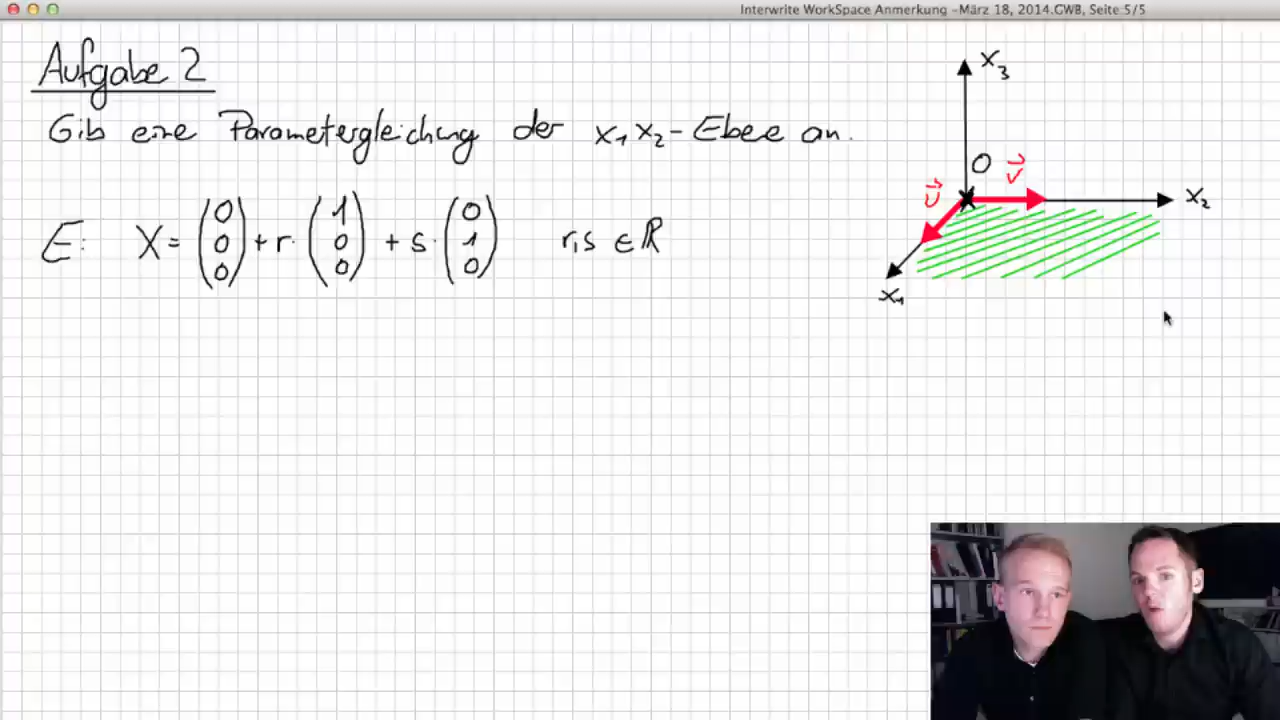 Interwrite WorkSpace Anmerkung -März 18, 2014.GWB, Seite:5/5
Aufgabe 2
Gib eine Parametergleichung der x₁x₂-Ebene an.
E: X = (0 0 0) + r· (1 0 0) + s· (0 1 0) r,s ∈ ℝ
x₃
O v⃗
u⃗
x₂
x₁